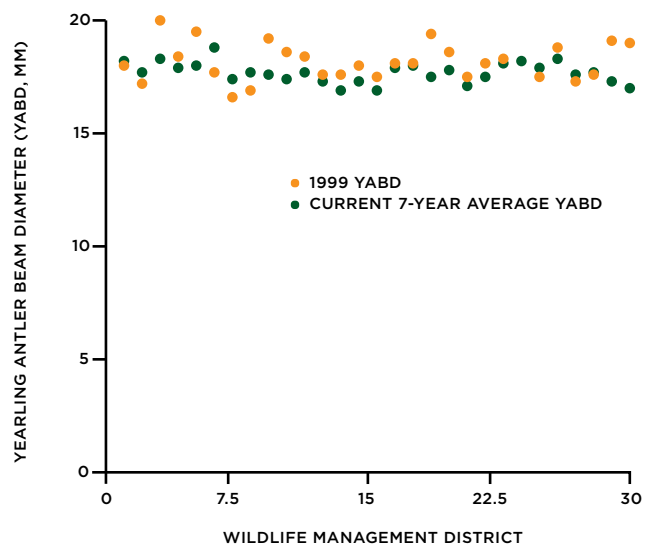 YEARLING ANTLER BEAM DIAMETER (YABD, MM)
20
15
10
5
0
1999 YABD
CURRENT 7-YEAR AVERAGE YABD
0 7.5 15 22.5 30
WILDLIFE MANAGEMENT DISTRICT